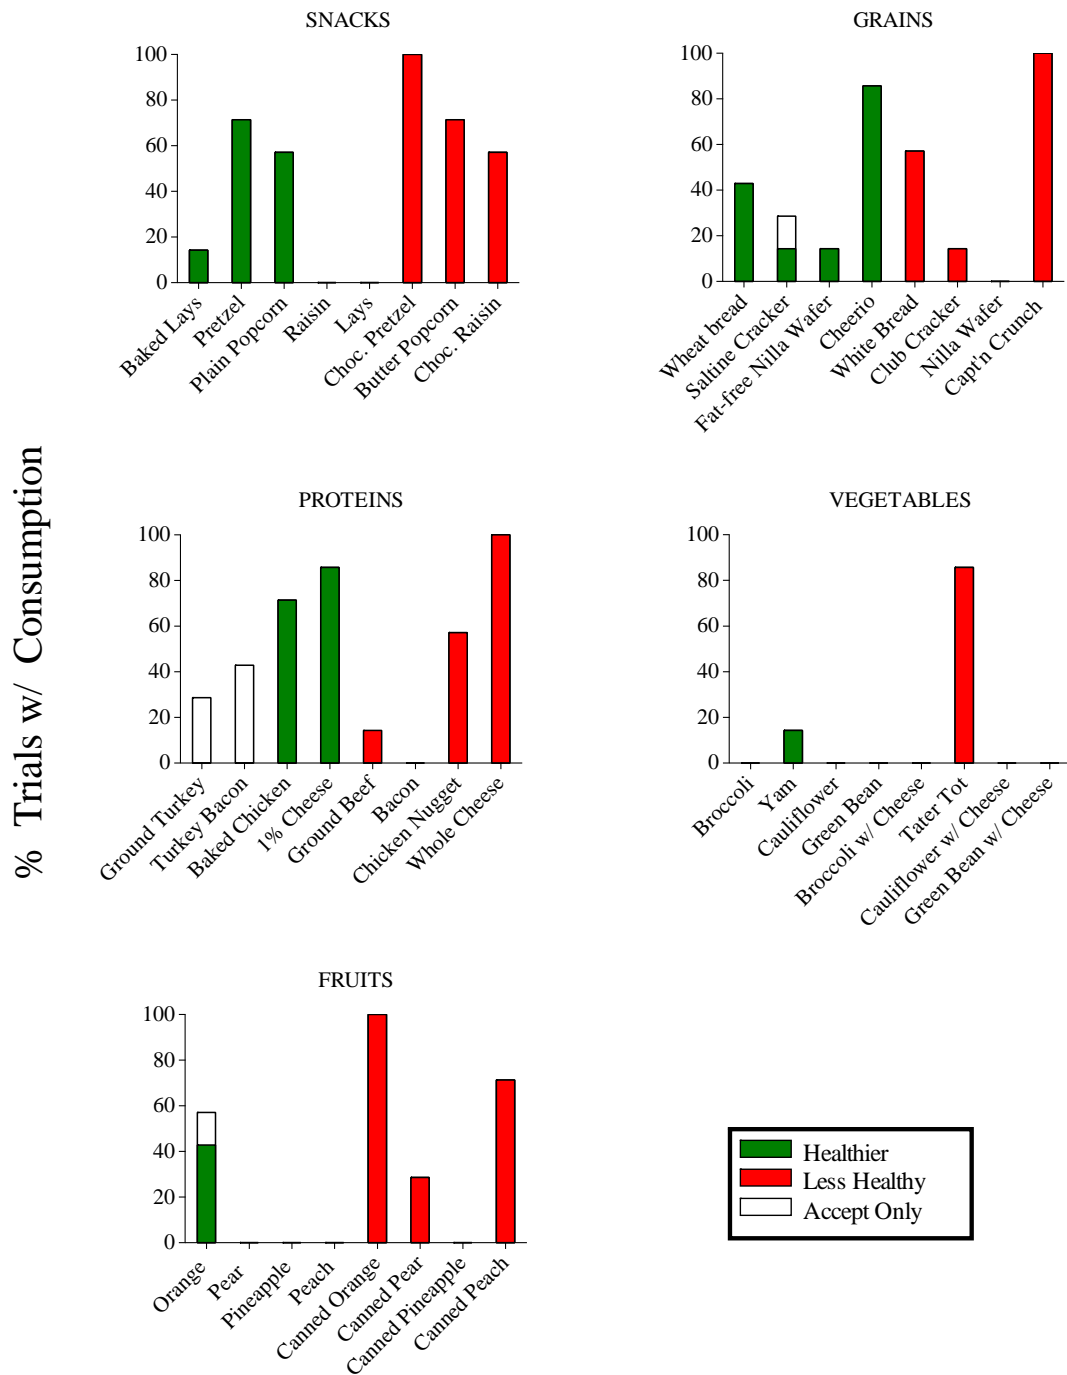 SNACKS
100
80
60
40
20
0
Baked Lays
Pretzel
Plain Popcorn
Raisin
Lays
Choc. Pretzel
Butter Popcorn
Choc. Raisin
GRAINS
100
80
60
40
20
0
Wheat bread
Saltine Cracker
Fat-free Nilla Wafer
Cheerio
White Bread
Club Cracker
Nilla Wafer
Capt'n Crunch
% Trials w/ Consumption
PROTEINS
100
80
60
40
20
0
Ground Turkey
Turkey Bacon
Baked Chicken
1% Cheese
Ground Beef
Bacon
Chicken Nugget
Whole Cheese
VEGETABLES
100
80
60
40
20
0
Broccoli
Yam
Cauliflower
Green Bean
Broccoli w/ Cheese
Tater Tot
Cauliflower w/ Cheese
Green Bean w/ Cheese
FRUITS
100
80
60
40
20
0
Orange
Pear
Pineapple
Peach
Canned Orange
Canned Pear
Canned Pineapple
Canned Peach
Healthier
Less Healthy
Accept Only